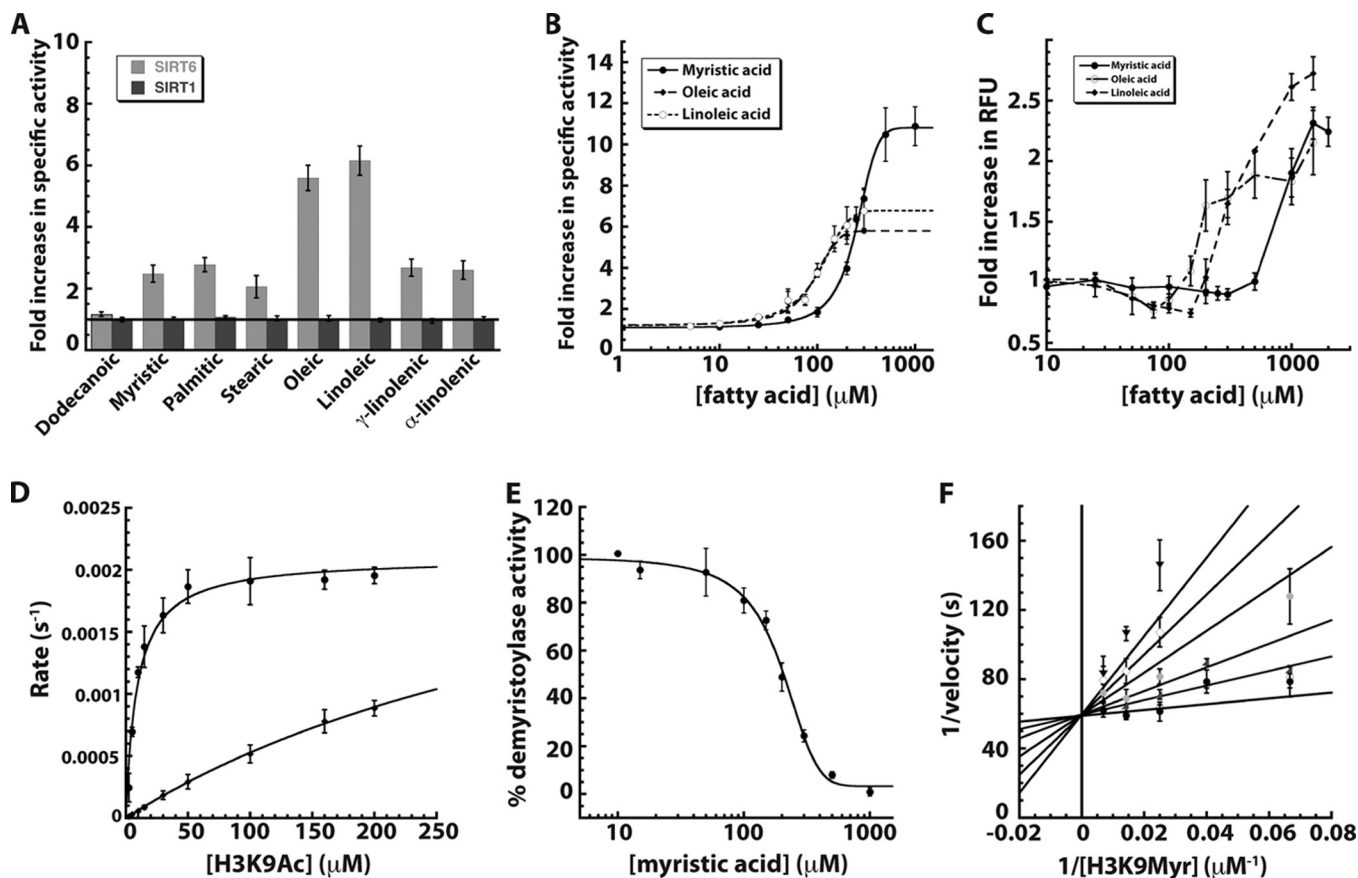 A
Fold increase in specific activity
10
8
6
4
2
0
SIRT6
SIRT1
Dodecanoic
Myristic
Palmitic
Stearic
Oleic
Linoleic
γ-linolenic
α-linolenic
B
Fold increase in specific activity
14
12
10
8
6
4
2
0
Myristic acid
Oleic acid
Linoleic acid
1 10 100 1000
[fatty acid] (μM)
C
Fold increase in RFU
2.5
2
1.5
1
0.5
Myristic acid
Oleic acid
Linoleic acid
10 100 1000
[fatty acid] (μM)
D
Rate (s-1)
0.0025
0.002
0.0015
0.001
0.0005
0
0 50 100 150 200 250
[H3K9Ac] (μM)
E
% demyristoylase activity
120
100
80
60
40
20
0
10 100 1000
[myristic acid] (μM)
F
1/velocity (s)
160
120
80
40
0
-0.02 0 0.02 0.04 0.06 0.08
1/[H3K9Myr] (μM-1)